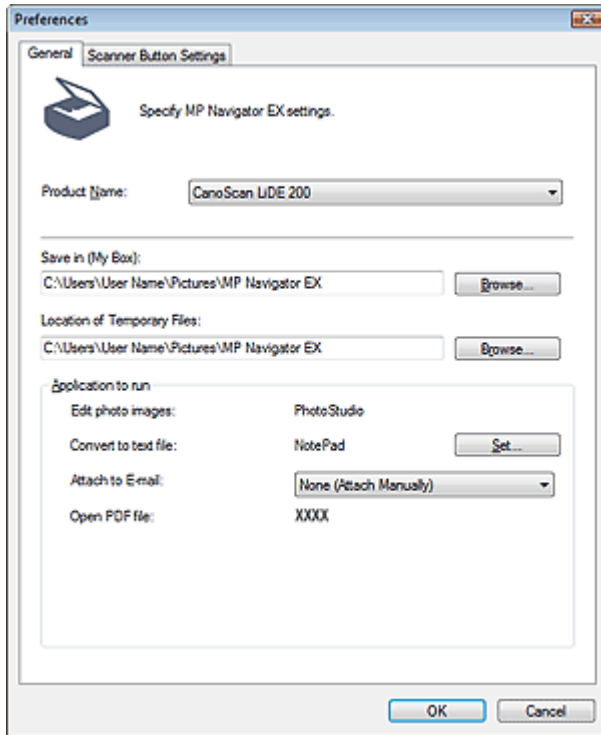 Preferences
General Scanner Button Settings
Specify MP Navigator EX settings.
Product Name: CanoScan LiDE 200
Save in (My Box):
C:\Users\User Name\Pictures\MP Navigator EX Browse...
Location of Temporary Files:
C:\Users\User Name\Pictures\MP Navigator EX Browse...
Application to run
Edit photo images: PhotoStudio
Convert to text file: NotePad Set...
Attach to E-mail: None (Attach Manually)
Open PDF file: XXXX
OK Cancel